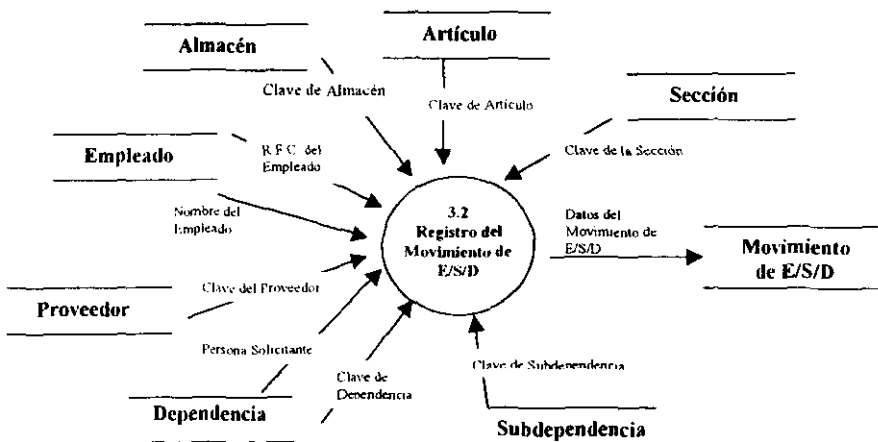 Almacén
Artículo
Clave de Almacén
Clave de Artículo
Sección
Clave de la Sección
Empleado
R F C del
Empleado
Nombre del
Empleado
3.2
Registro del
Movimiento de
E/S/D
Datos del
Movimiento de
E/S/D
Movimiento
de E/S/D
Clave del Proveedor
Proveedor
Persona Solicitante
Clave de
Dependencia
Clave de Subdependencia
Dependencia
Subdependencia